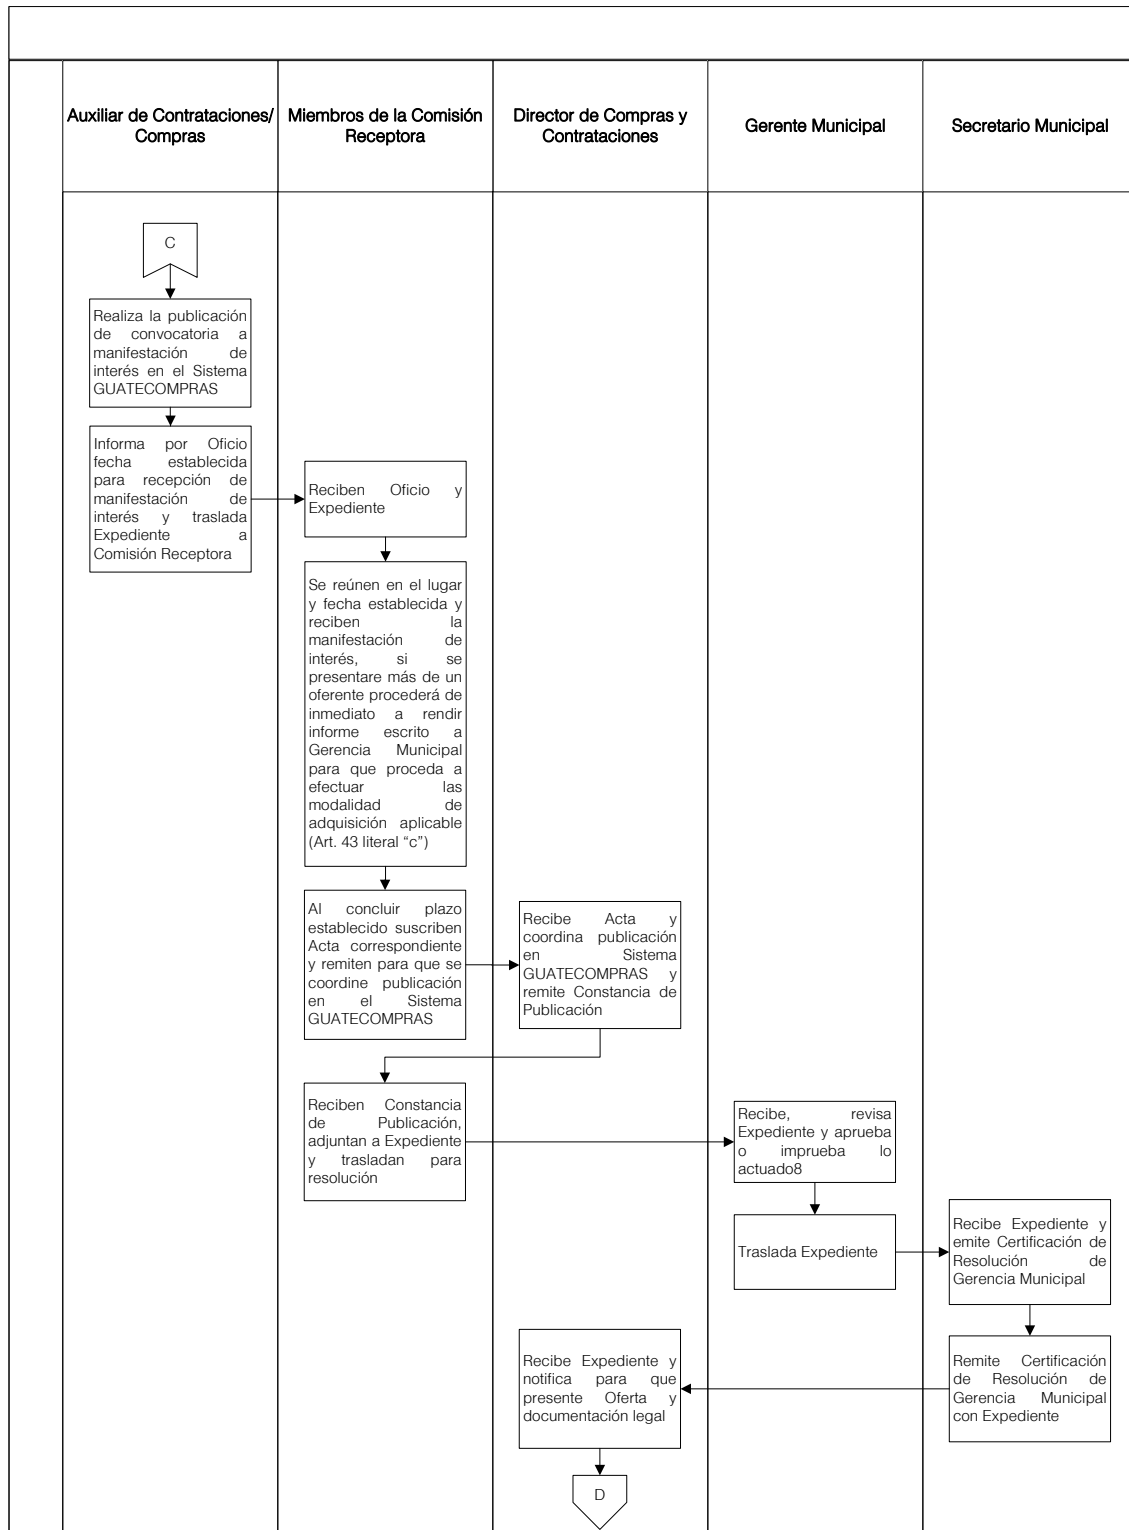 Auxiliar de Contrataciones/
Compras
Miembros de la Comisión
Receptora
Director de Compras y
Contrataciones
Gerente Municipal
Secretario Municipal
C
Realiza la publicación
de convocatoria a
manifestación de
interés en el Sistema
GUATECOMPRAS
Informa por Oficio
fecha establecida
para recepción de
manifestación de
interés y traslada
Expediente a
Comisión Receptora
Reciben Oficio y
Expediente
Se reúnen en el lugar
y fecha establecida y
reciben la
manifestación de
interés, si se
presentare más de un
oferente procederá de
inmediato a rendir
informe escrito a
Gerencia Municipal
para que proceda a
efectuar las
modalidad de
adquisición aplicable
(Art. 43 literal “c”)
Al concluir plazo
establecido suscriben
Acta correspondiente
y remiten para que se
coordine publicación
en el Sistema
GUATECOMPRAS
Recibe Acta y
coordina publicación
en Sistema
GUATECOMPRAS y
remite Constancia de
Publicación
Reciben Constancia
de Publicación,
adjuntan a Expediente
y trasladan para
resolución
Recibe, revisa
Expediente y aprueba
o imprueba lo
actuado8
Traslada Expediente
Recibe Expediente y
emite Certificación de
Resolución de
Gerencia Municipal
Remite Certificación
de Resolución de
Gerencia Municipal
con Expediente
Recibe Expediente y
notifica para que
presente Oferta y
documentación legal
D